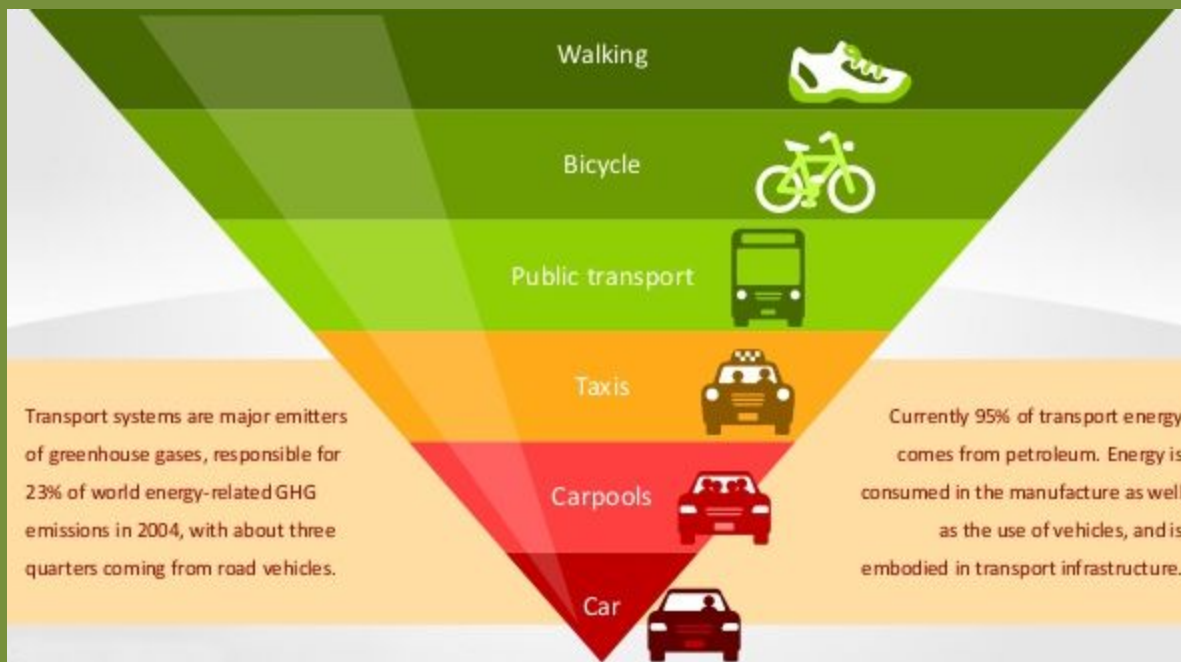 Walking
Bicycle
Public transport
Taxis
Carpools
Car
Transport systems are major emitters
of greenhouse gases, responsible for
23% of world energy-related GHG
emissions in 2004, with about three
quarters coming from road vehicles.
Currently 95% of transport energy
comes from petroleum. Energy is
consumed in the manufacture as well
as the use of vehicles, and is
embodied in transport infrastructure.